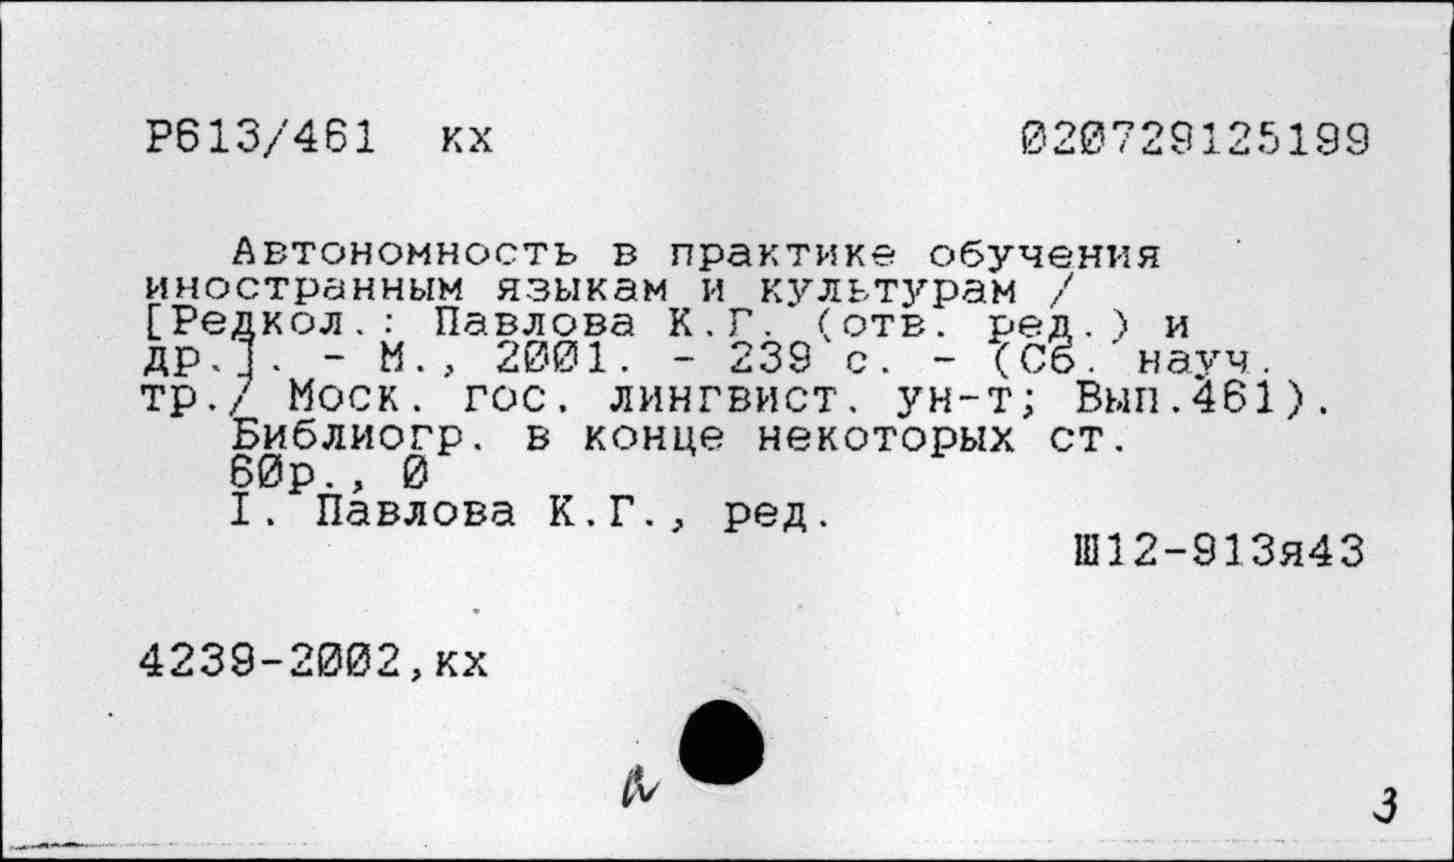 Р613/461 кх 020729125199
Автономность в практике обучения
иностранным языкам и культурам /
[Редкол.: Павлова К.Г. (отв. ред.) и
др.]. - М., 2001. - 239 с. - (Сб. науч.
тр./ Моск. гос. лингвист. ун-т; Вып.461).
Библиогр. в конце некоторых ст.
60р., 0
I. Павлова К.Г., ред.
Ш12-913я43
4239-2002,кх
3